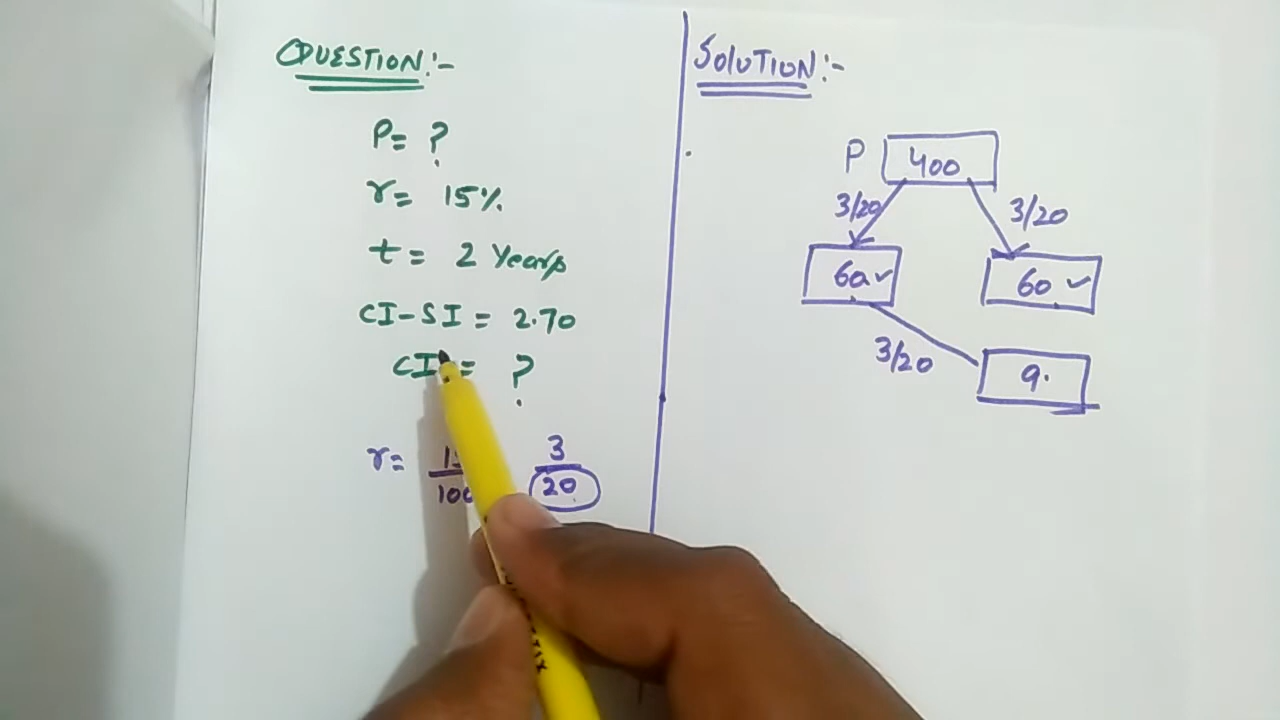 QUESTION:-
P= ?
r= 15%
t= 2 Years
CI-SI= 2.70
CI= ?
r= 100 3/20
SOLUTION:-
P 400
3/20 3/20
60✓ 60✓
3/20
9.